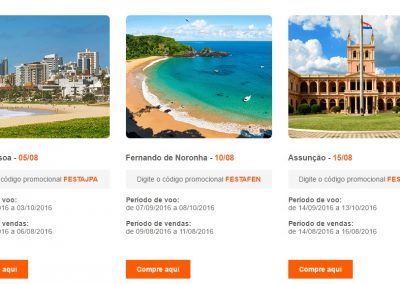 soa - 05/08
código promocional FESTAJPA
de voo:
016 a 03/10/2016
de vendas:
016 a 06/08/2016
aqui
Fernando de Noronha - 10/08
Digite o código promocional FESTAFEN
Período de voo:
de 07/09/2016 a 08/10/2016
Período de vendas:
de 09/08/2016 a 11/08/2016
Compre aqui
Assunção - 15/08
Digite o código promocional FES
Período de voo:
de 14/09/2016 a 13/10/2016
Período de vendas:
de 14/08/2016 a 16/08/2016
Compre aqui